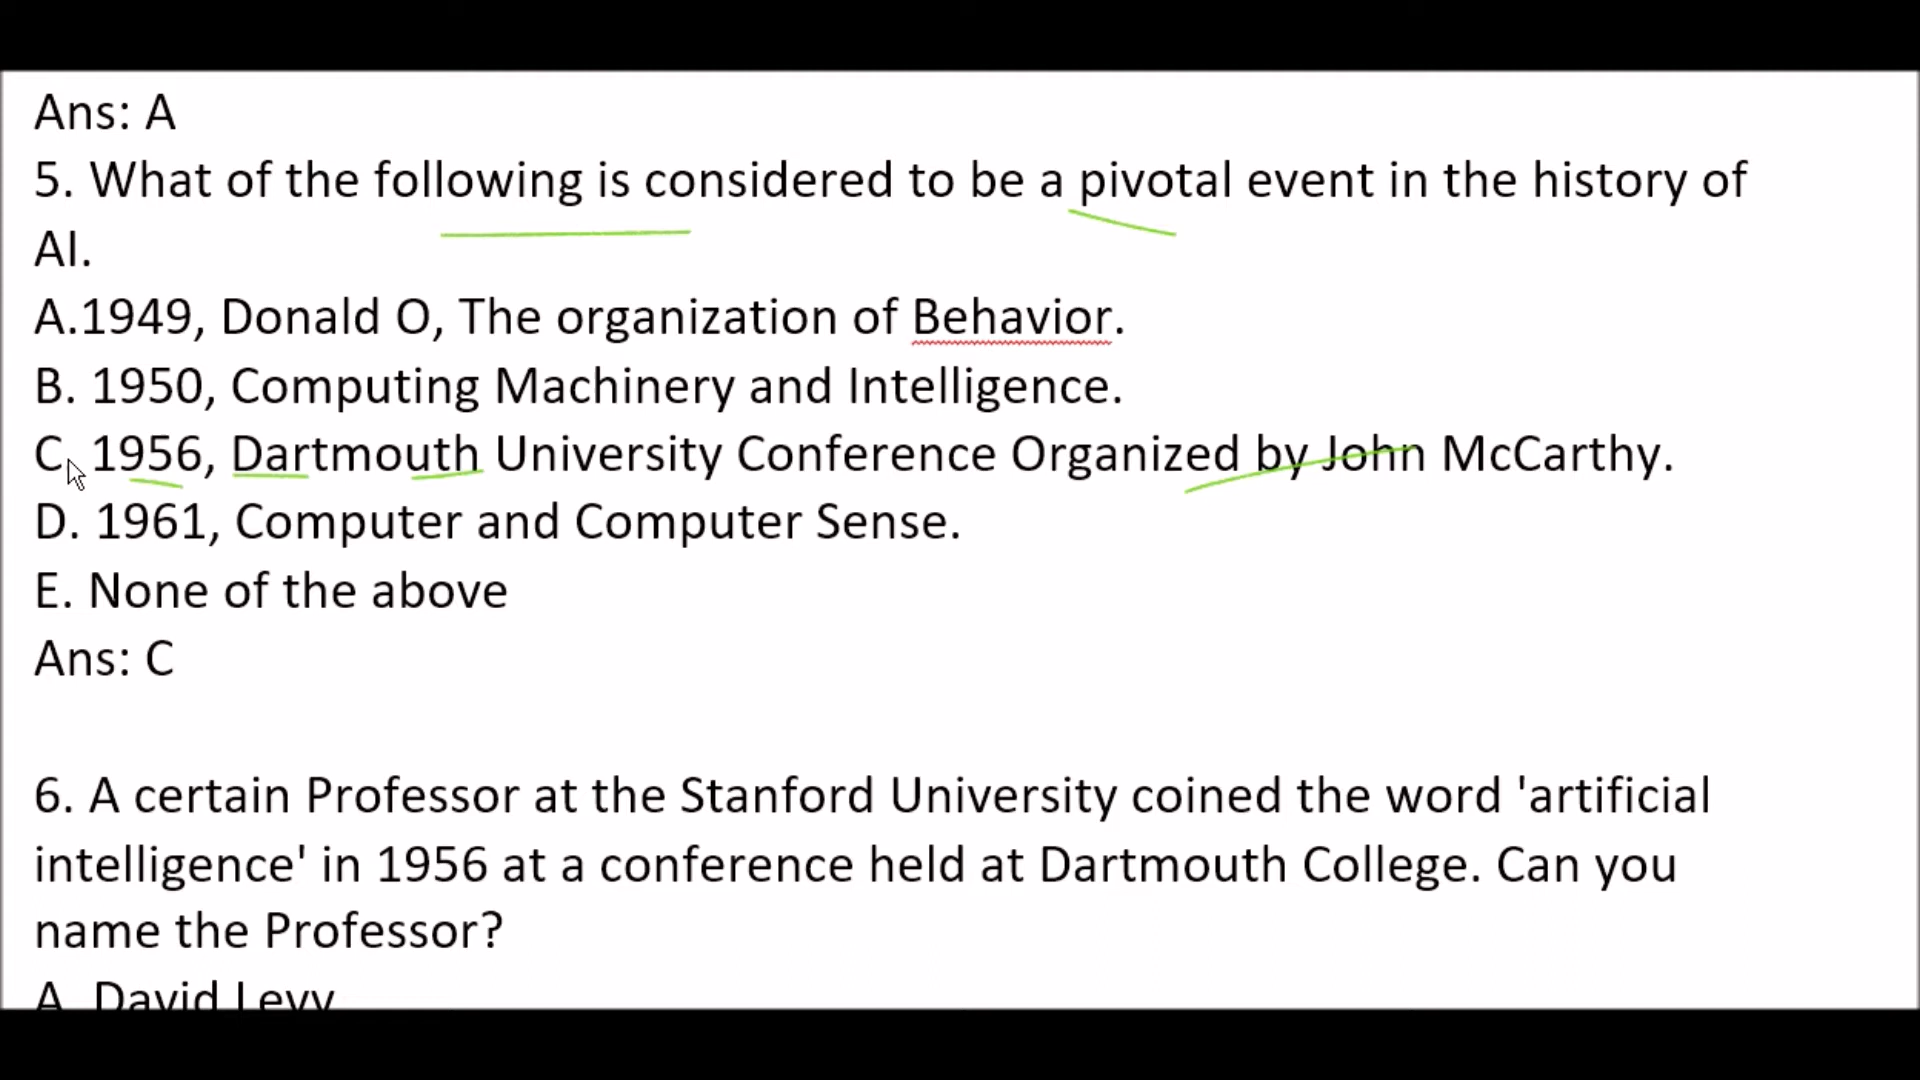 Ans: A
5. What of the following is considered to be a pivotal event in the history of
AI.
A.1949, Donald O, The organization of Behavior.
B. 1950, Computing Machinery and Intelligence.
C. 1956, Dartmouth University Conference Organized by John McCarthy.
D. 1961, Computer and Computer Sense.
E. None of the above
Ans: C
6. A certain Professor at the Stanford University coined the word 'artificial
intelligence' in 1956 at a conference held at Dartmouth College. Can you
name the Professor?
A. David Levy